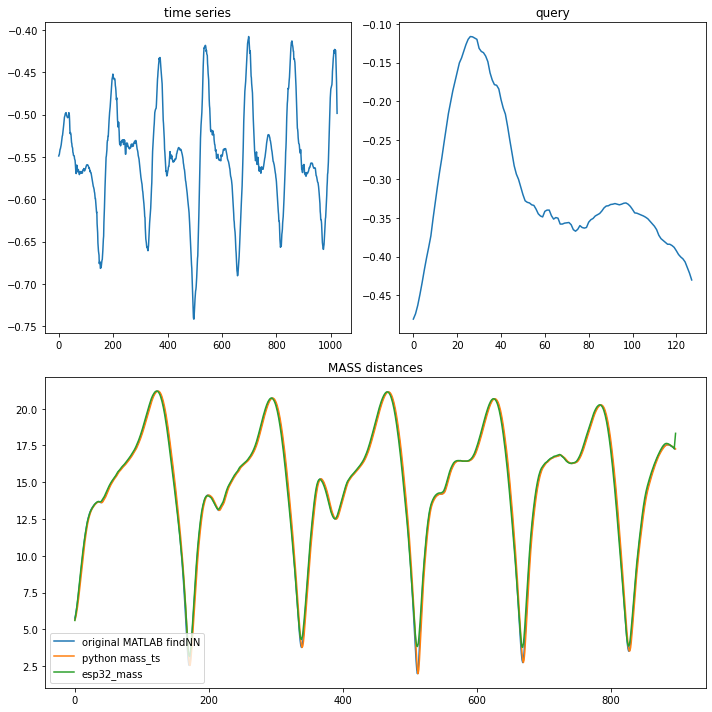 time series
−0.40
−0.45
−0.50
−0.55
−0.60
−0.65
−0.70
−0.75
0 200 400 600 800 1000
query
−0.10
−0.15
−0.20
−0.25
−0.30
−0.35
−0.40
−0.45
0 20 40 60 80 100 120
MASS distances
20.0
17.5
15.0
12.5
10.0
7.5
5.0
2.5
original MATLAB findNN
python mass_ts
esp32_mass
0 200 400 600 800